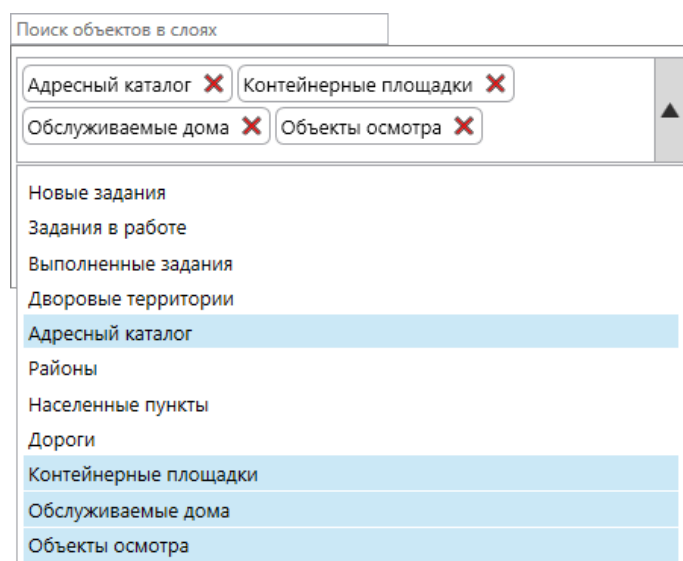 Поиск объектов в слоях
Адресный каталог Контейнерные площадки
Обслуживаемые дома Объекты осмотра
Новые задания
Задания в работе
Выполненные задания
Дворовые территории
Адресный каталог
Районы
Населенные пункты
Дороги
Контейнерные площадки
Обслуживаемые дома
Объекты осмотра